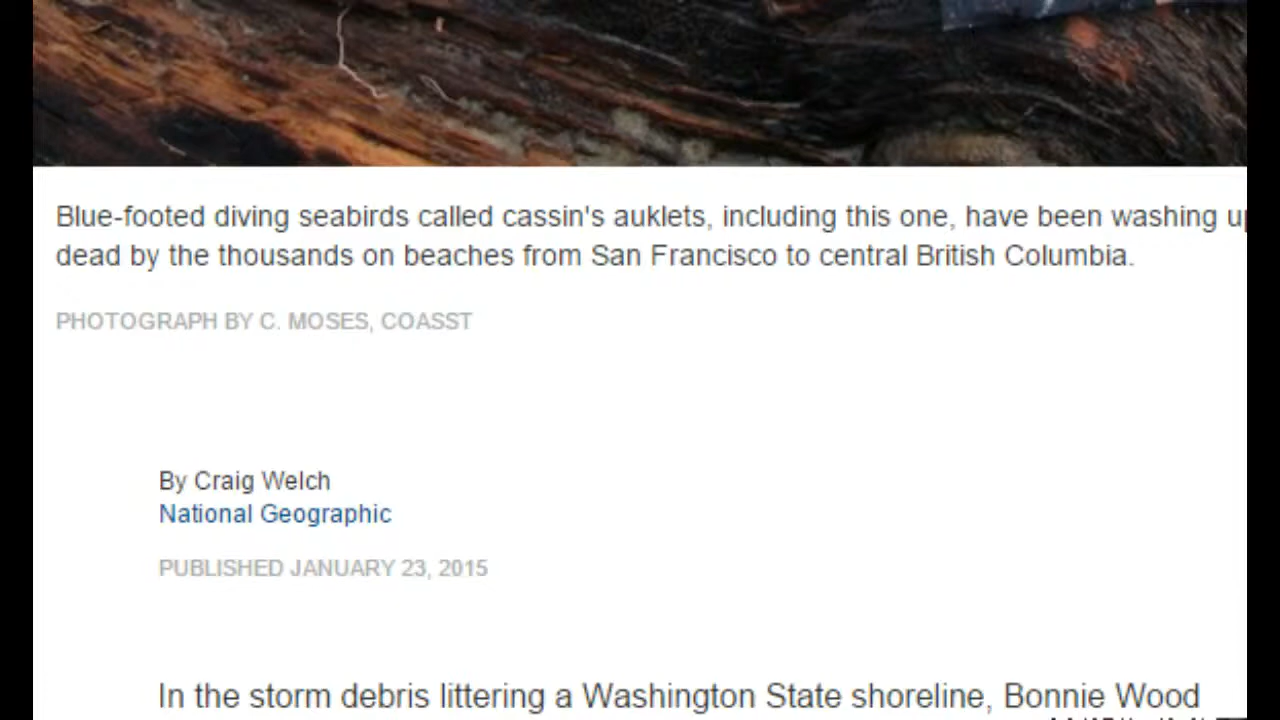 Blue-footed diving seabirds called cassin's auklets, including this one, have been washing up
dead by the thousands on beaches from San Francisco to central British Columbia.
PHOTOGRAPH BY C. MOSES, COASST
By Craig Welch
National Geographic
PUBLISHED JANUARY 23, 2015
In the storm debris littering a Washington State shoreline, Bonnie Wood